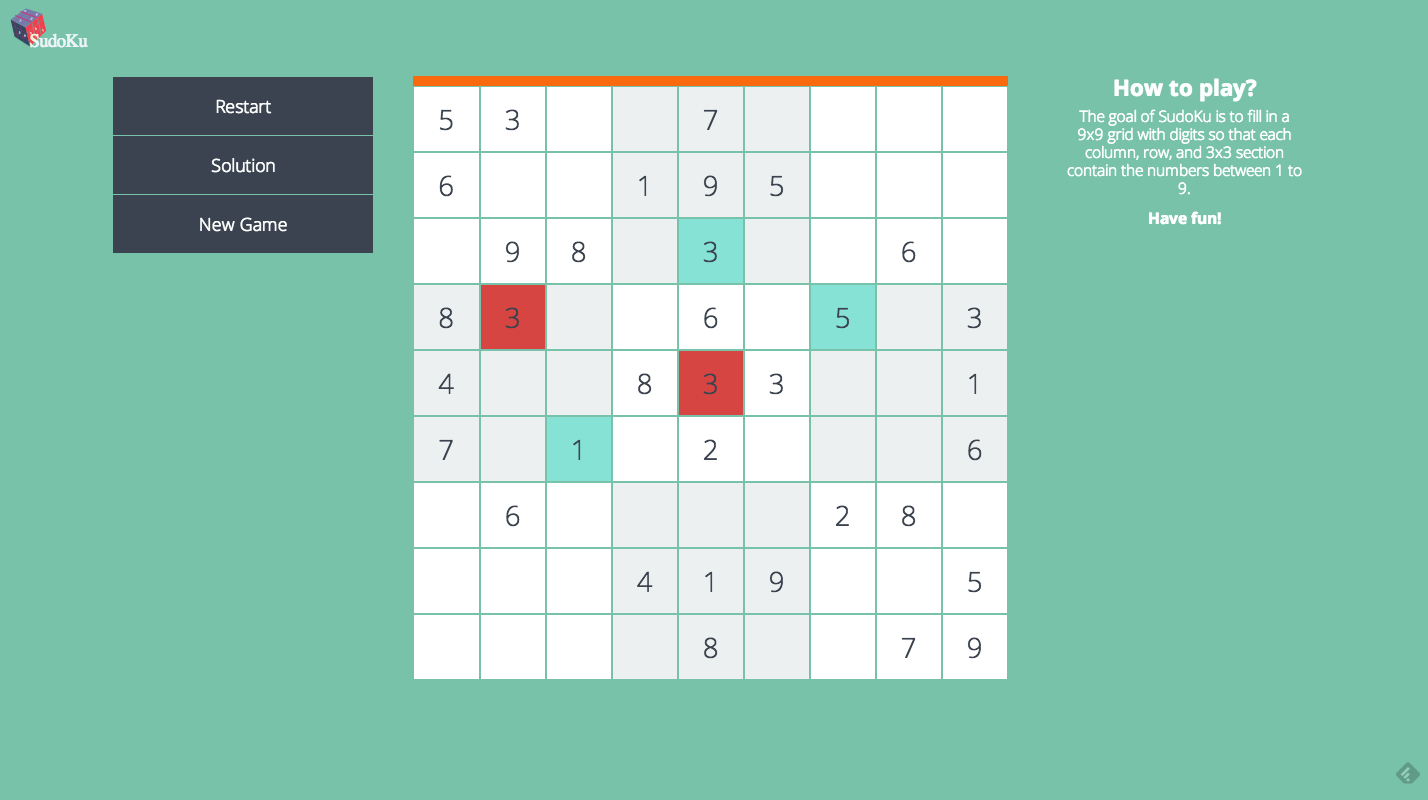 SudoKu
Restart
Solution
New Game
5 3 7
6 1 9 5
9 8 3 6
8 3 6 5 3
4 8 3 3 1
7 1 2 6
6 2 8
4 1 9 5
8 7 9
How to play?
The goal of SudoKu is to fill in a
9x9 grid with digits so that each
column, row, and 3x3 section
contain the numbers between 1 to
9.
Have fun!